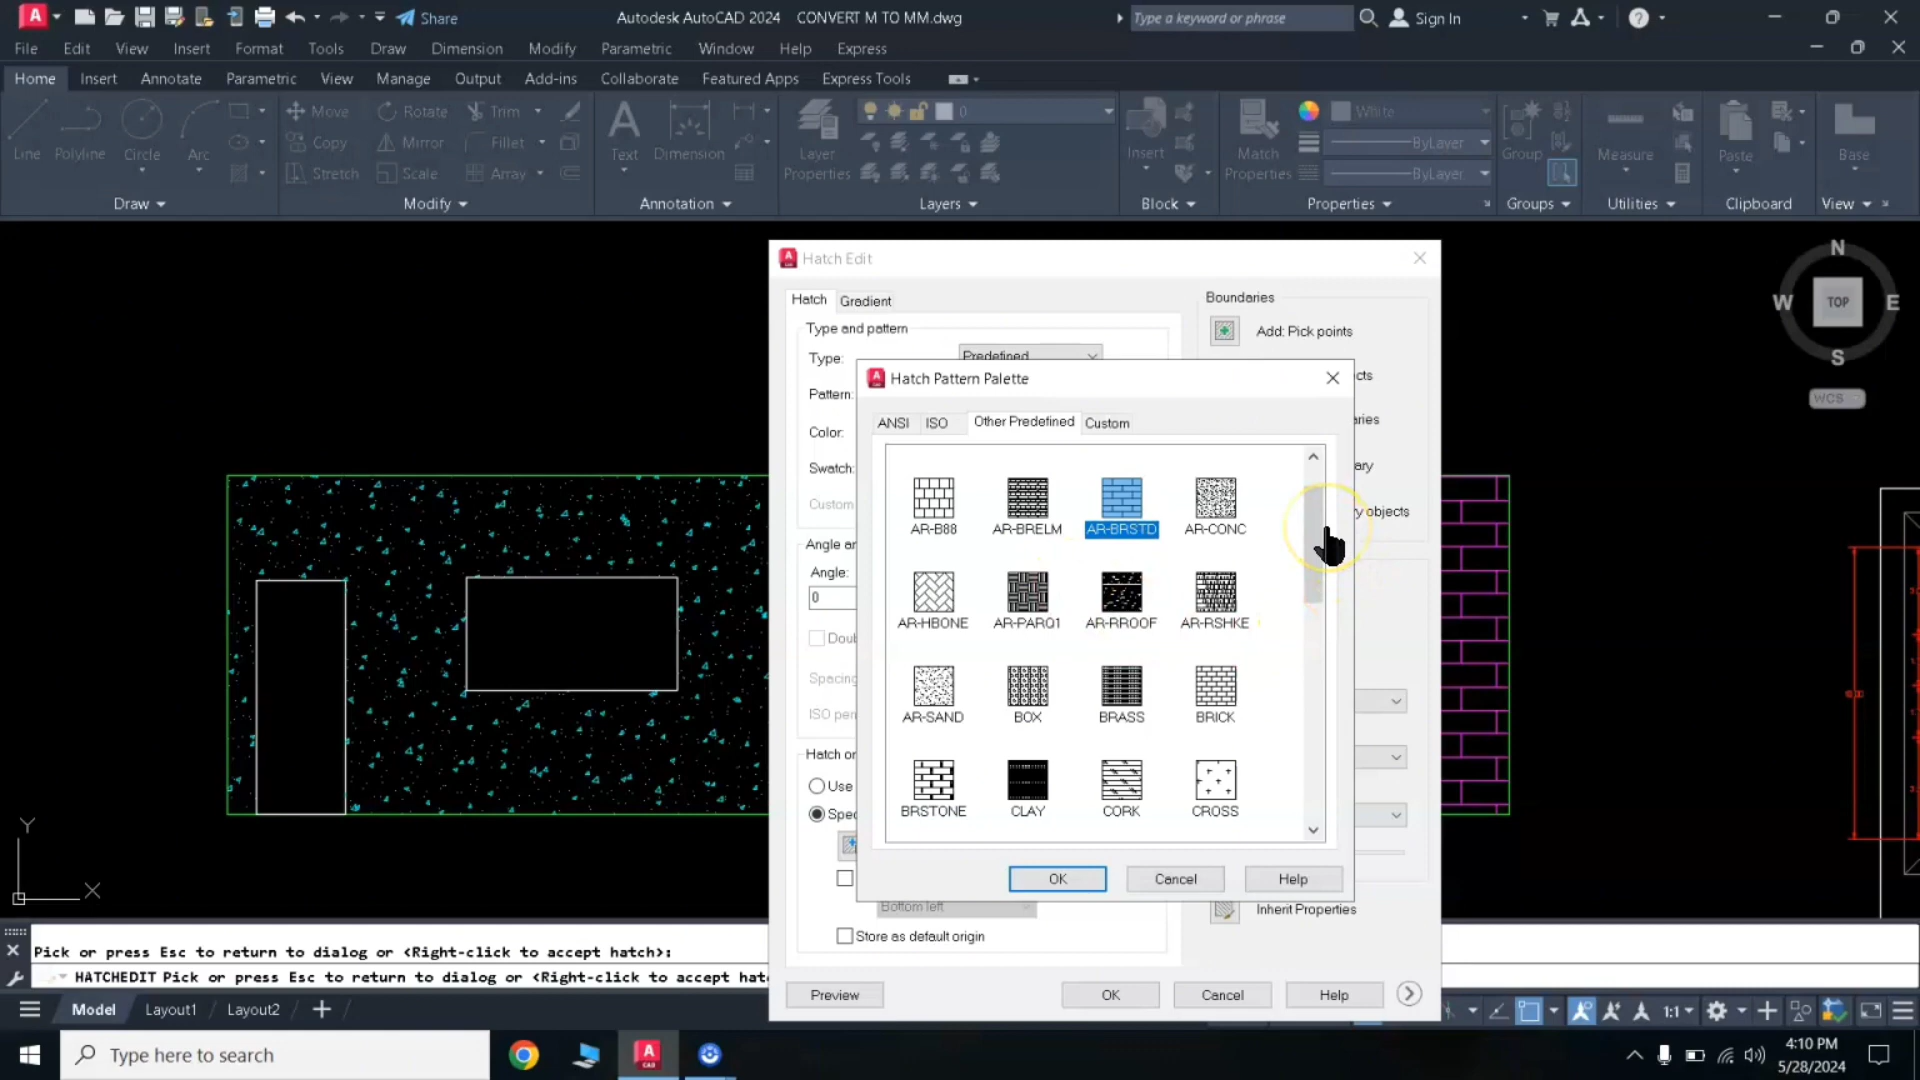 Share
Autodesk AutoCAD 2024 CONVERT M TO MM.dwg
Type a keyword or phrase
Sign In
File Edit View Insert Format Tools Draw Dimension Modify Parametric Window Help Express
Home Insert Annotate Parametric View Manage Output Add-ins Collaborate Featured Apps Express Tools
Line Polyline Circle Arc
Move Rotate Trim
Copy Mirror Fillet
Stretch Scale Array
Text Dimension
Layer Properties
0
Insert
Match Properties
White
ByLayer
ByLayer
Group
Measure
Paste
Base
Draw Modify Annotation Layers Block Properties Groups Utilities Clipboard View
Hatch Edit
Hatch Gradient
Type and pattern
Type: Predefined
Pattern:
Color:
Swatch:
Custom
Angle:
0
Spacing
Boundaries
Add: Pick points
Hatch Pattern Palette
ANSI ISO Other Predefined Custom
AR-B88 AR-BRELM AR-BRSTD AR-CONC
AR-HBONE AR-PARQ1 AR-RROOF AR-RSHKE
AR-SAND BOX BRASS BRICK
BRSTONE CLAY CORK CROSS
OK Cancel Help
objects
Use
Bottom left
Store as default origin
Inherit Properties
Preview OK Cancel Help
N
W TOP E
S
WCS
Y
X
Pick or press Esc to return to dialog or <Right-click to accept hatch>:
HATCHEDIT Pick or press Esc to return to dialog or <Right-click to accept hatc
Model Layout1 Layout2
1:1
Type here to search
4:10 PM
5/28/2024